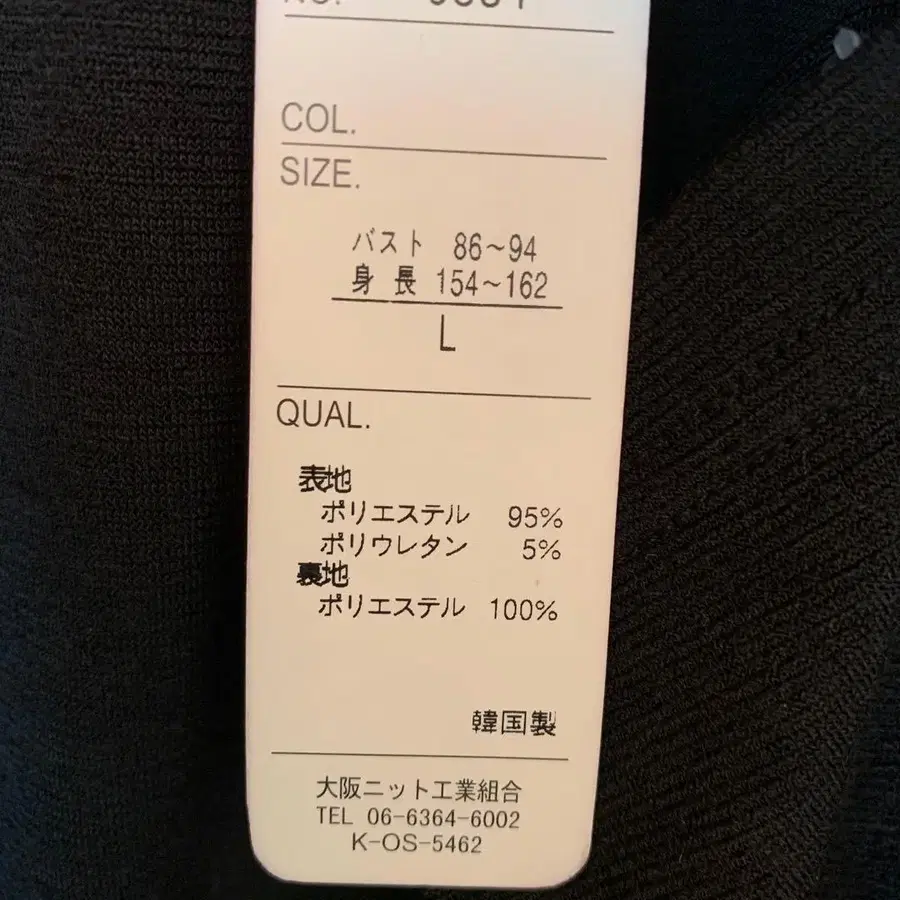 NO.
COL.
SIZE.
バスト 86～94
身長 154～162
L
QUAL.
表地
ポリエステル 95%
ポリウレタン 5%
裏地
ポリエステル 100%
韓国製
大阪ニット工業組合
TEL 06-6364-6002
K-OS-5462